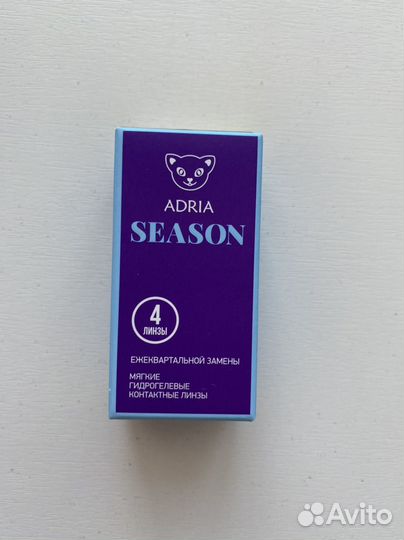 ADRIA
SEASON
4
ЛИНЗЫ
ЕЖЕКВАРТАЛЬНОЙ ЗАМЕНЫ
МЯГКИЕ
ГИДРОГЕЛЕВЫЕ
КОНТАКТНЫЕ ЛИНЗЫ
Avito